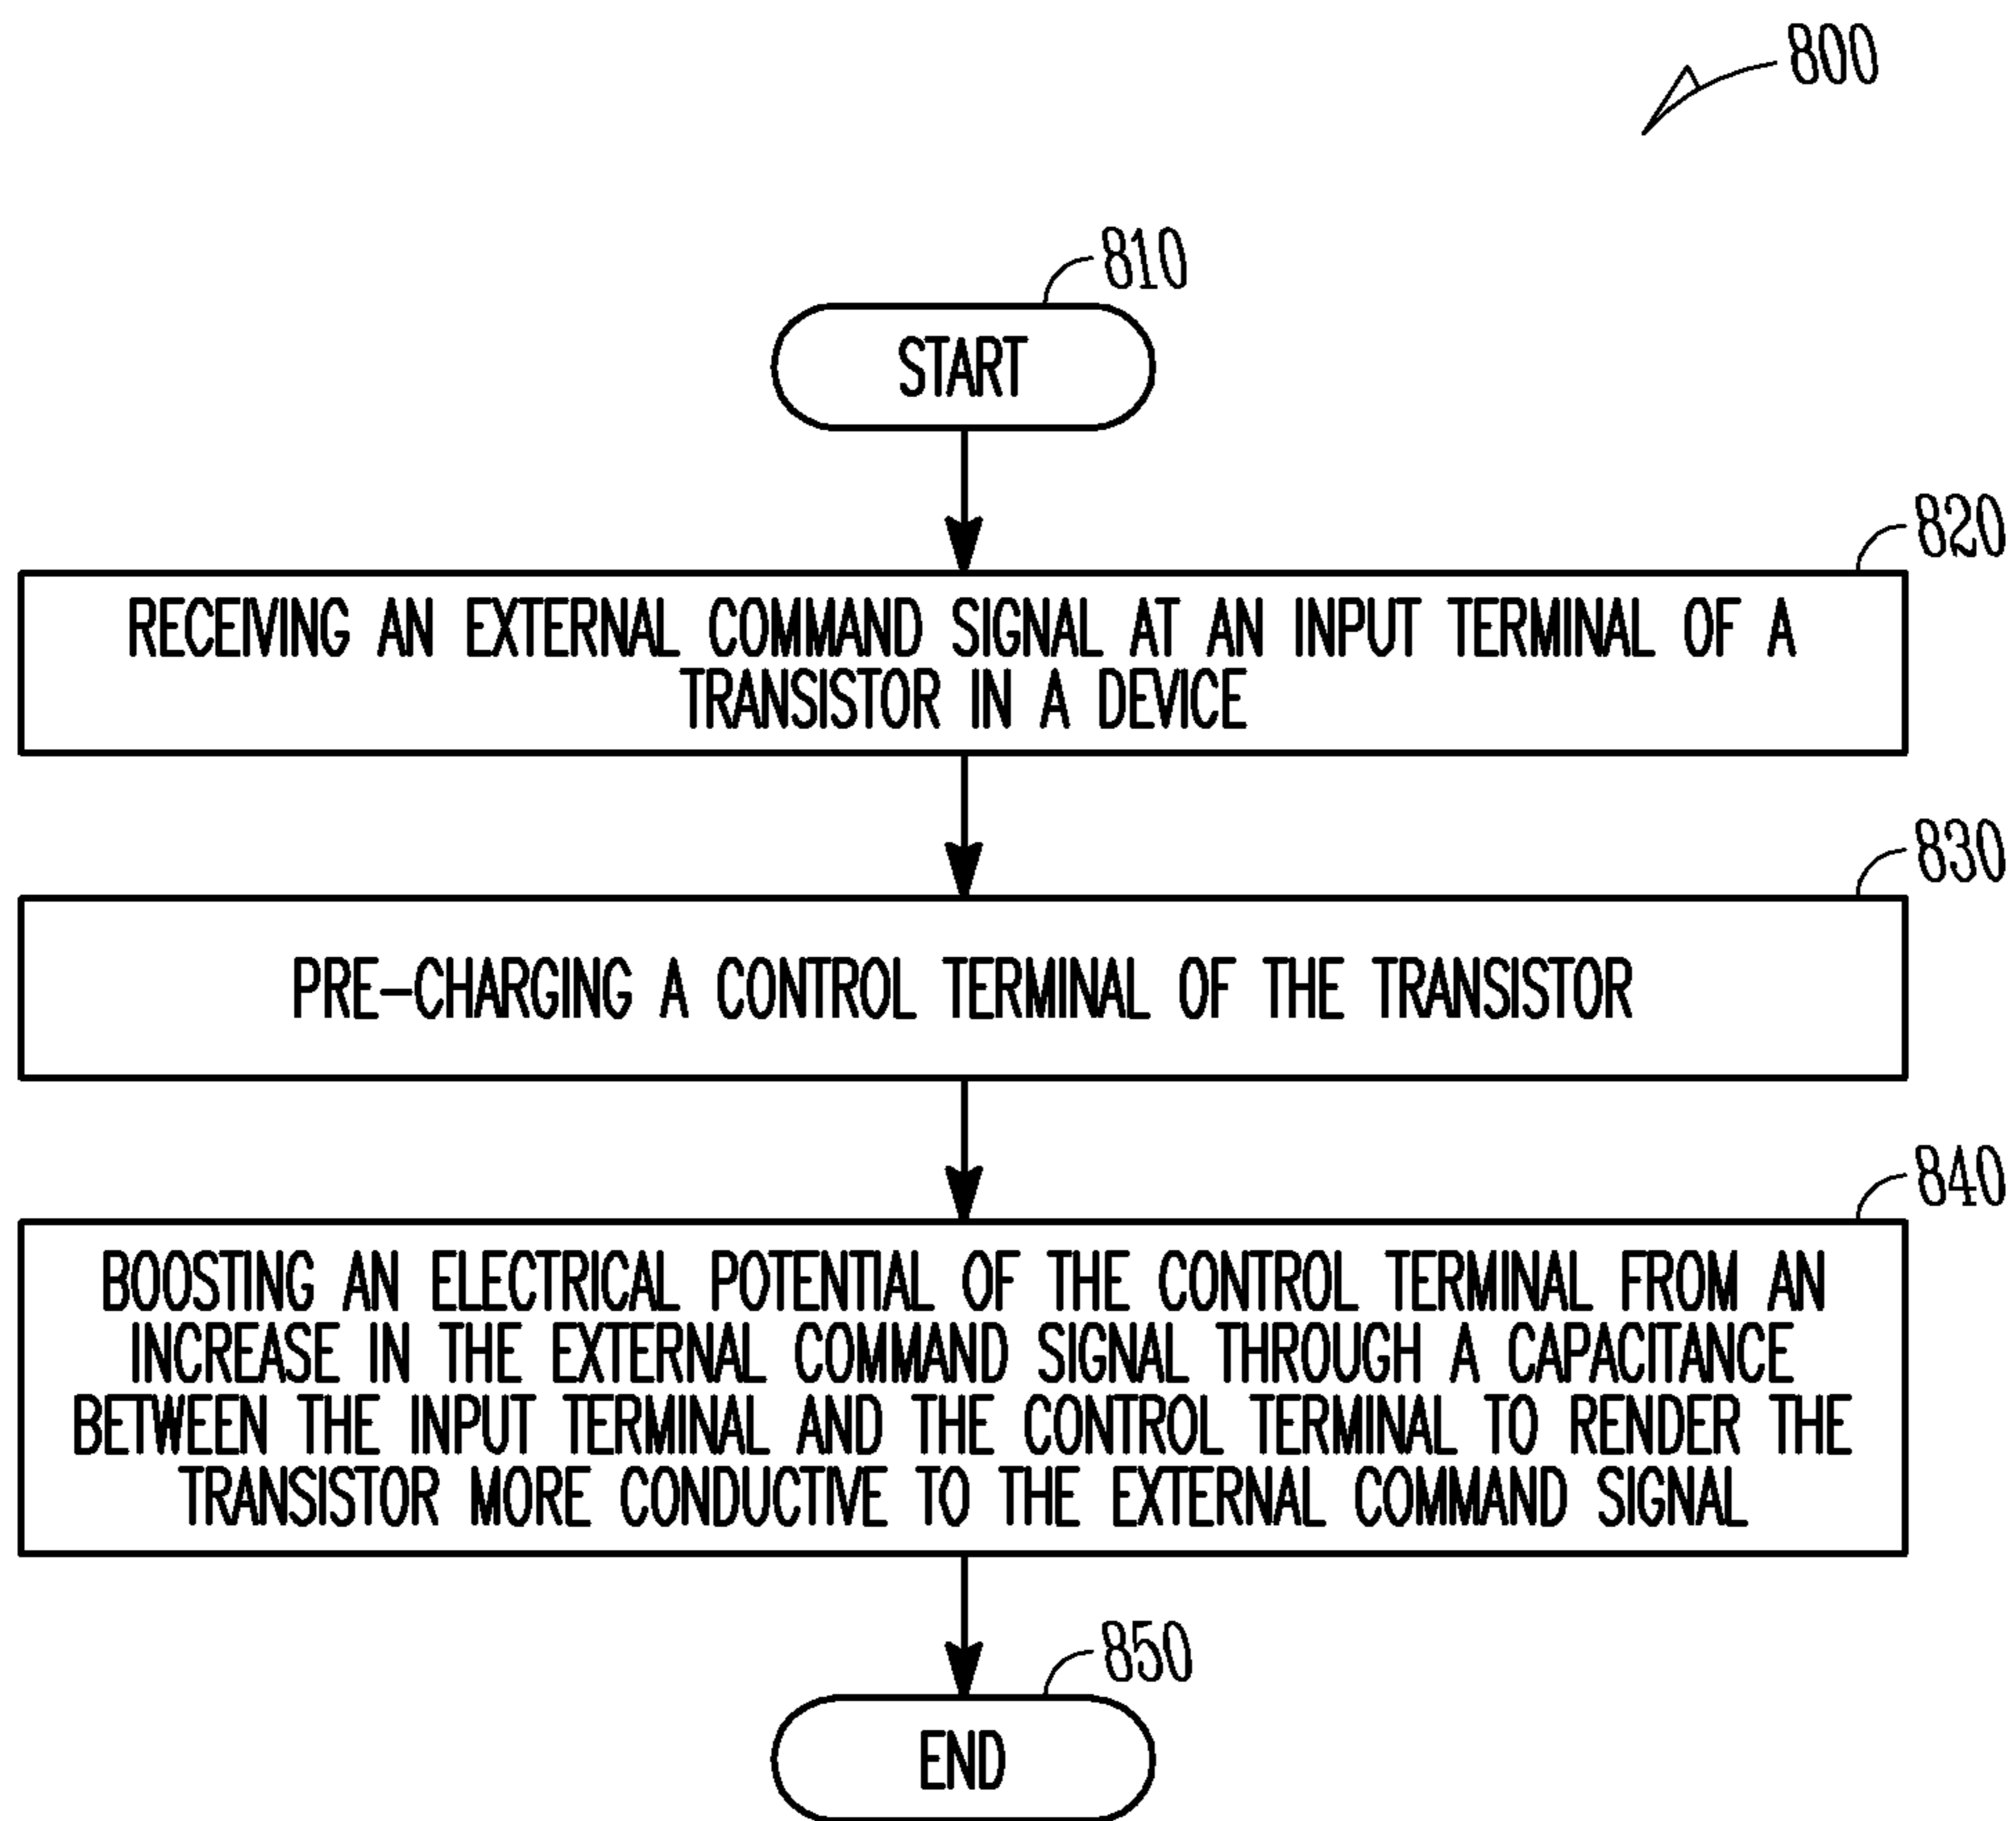 800
810
START
820
RECEIVING AN EXTERNAL COMMAND SIGNAL AT AN INPUT TERMINAL OF A
TRANSISTOR IN A DEVICE
830
PRE-CHARGING A CONTROL TERMINAL OF THE TRANSISTOR
840
BOOSTING AN ELECTRICAL POTENTIAL OF THE CONTROL TERMINAL FROM AN
INCREASE IN THE EXTERNAL COMMAND SIGNAL THROUGH A CAPACITANCE
BETWEEN THE INPUT TERMINAL AND THE CONTROL TERMINAL TO RENDER THE
TRANSISTOR MORE CONDUCTIVE TO THE EXTERNAL COMMAND SIGNAL
850
END